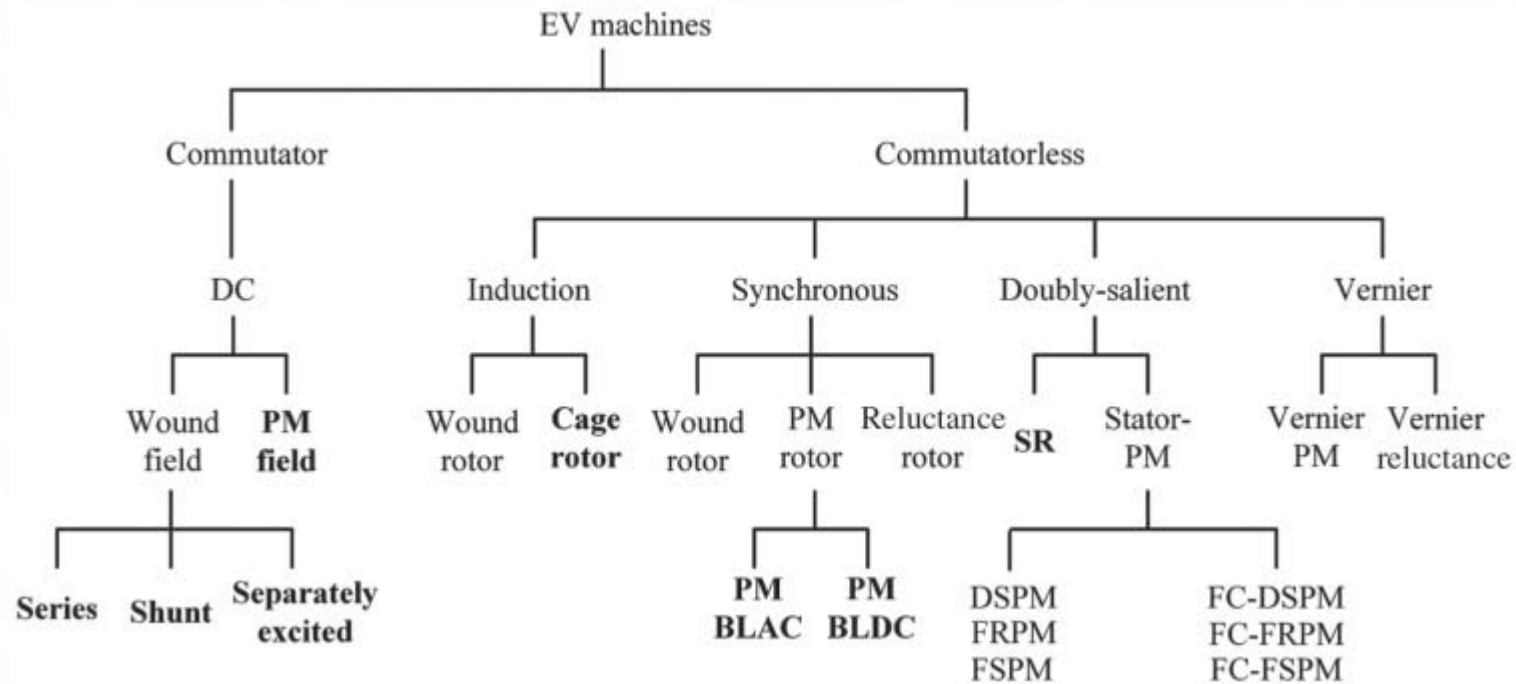 EV machines
Commutator
Commutatorless
DC
Induction
Synchronous
Doubly-salient
Vernier
Wound
field
PM
field
Wound
rotor
Cage
rotor
Wound
rotor
PM
rotor
Reluctance
rotor
SR
Stator-
PM
Vernier
PM
Vernier
reluctance
Series
Shunt
Separately
excited
PM
BLAC
PM
BLDC
DSPM
FRPM
FSPM
FC-DSPM
FC-FRPM
FC-FSPM